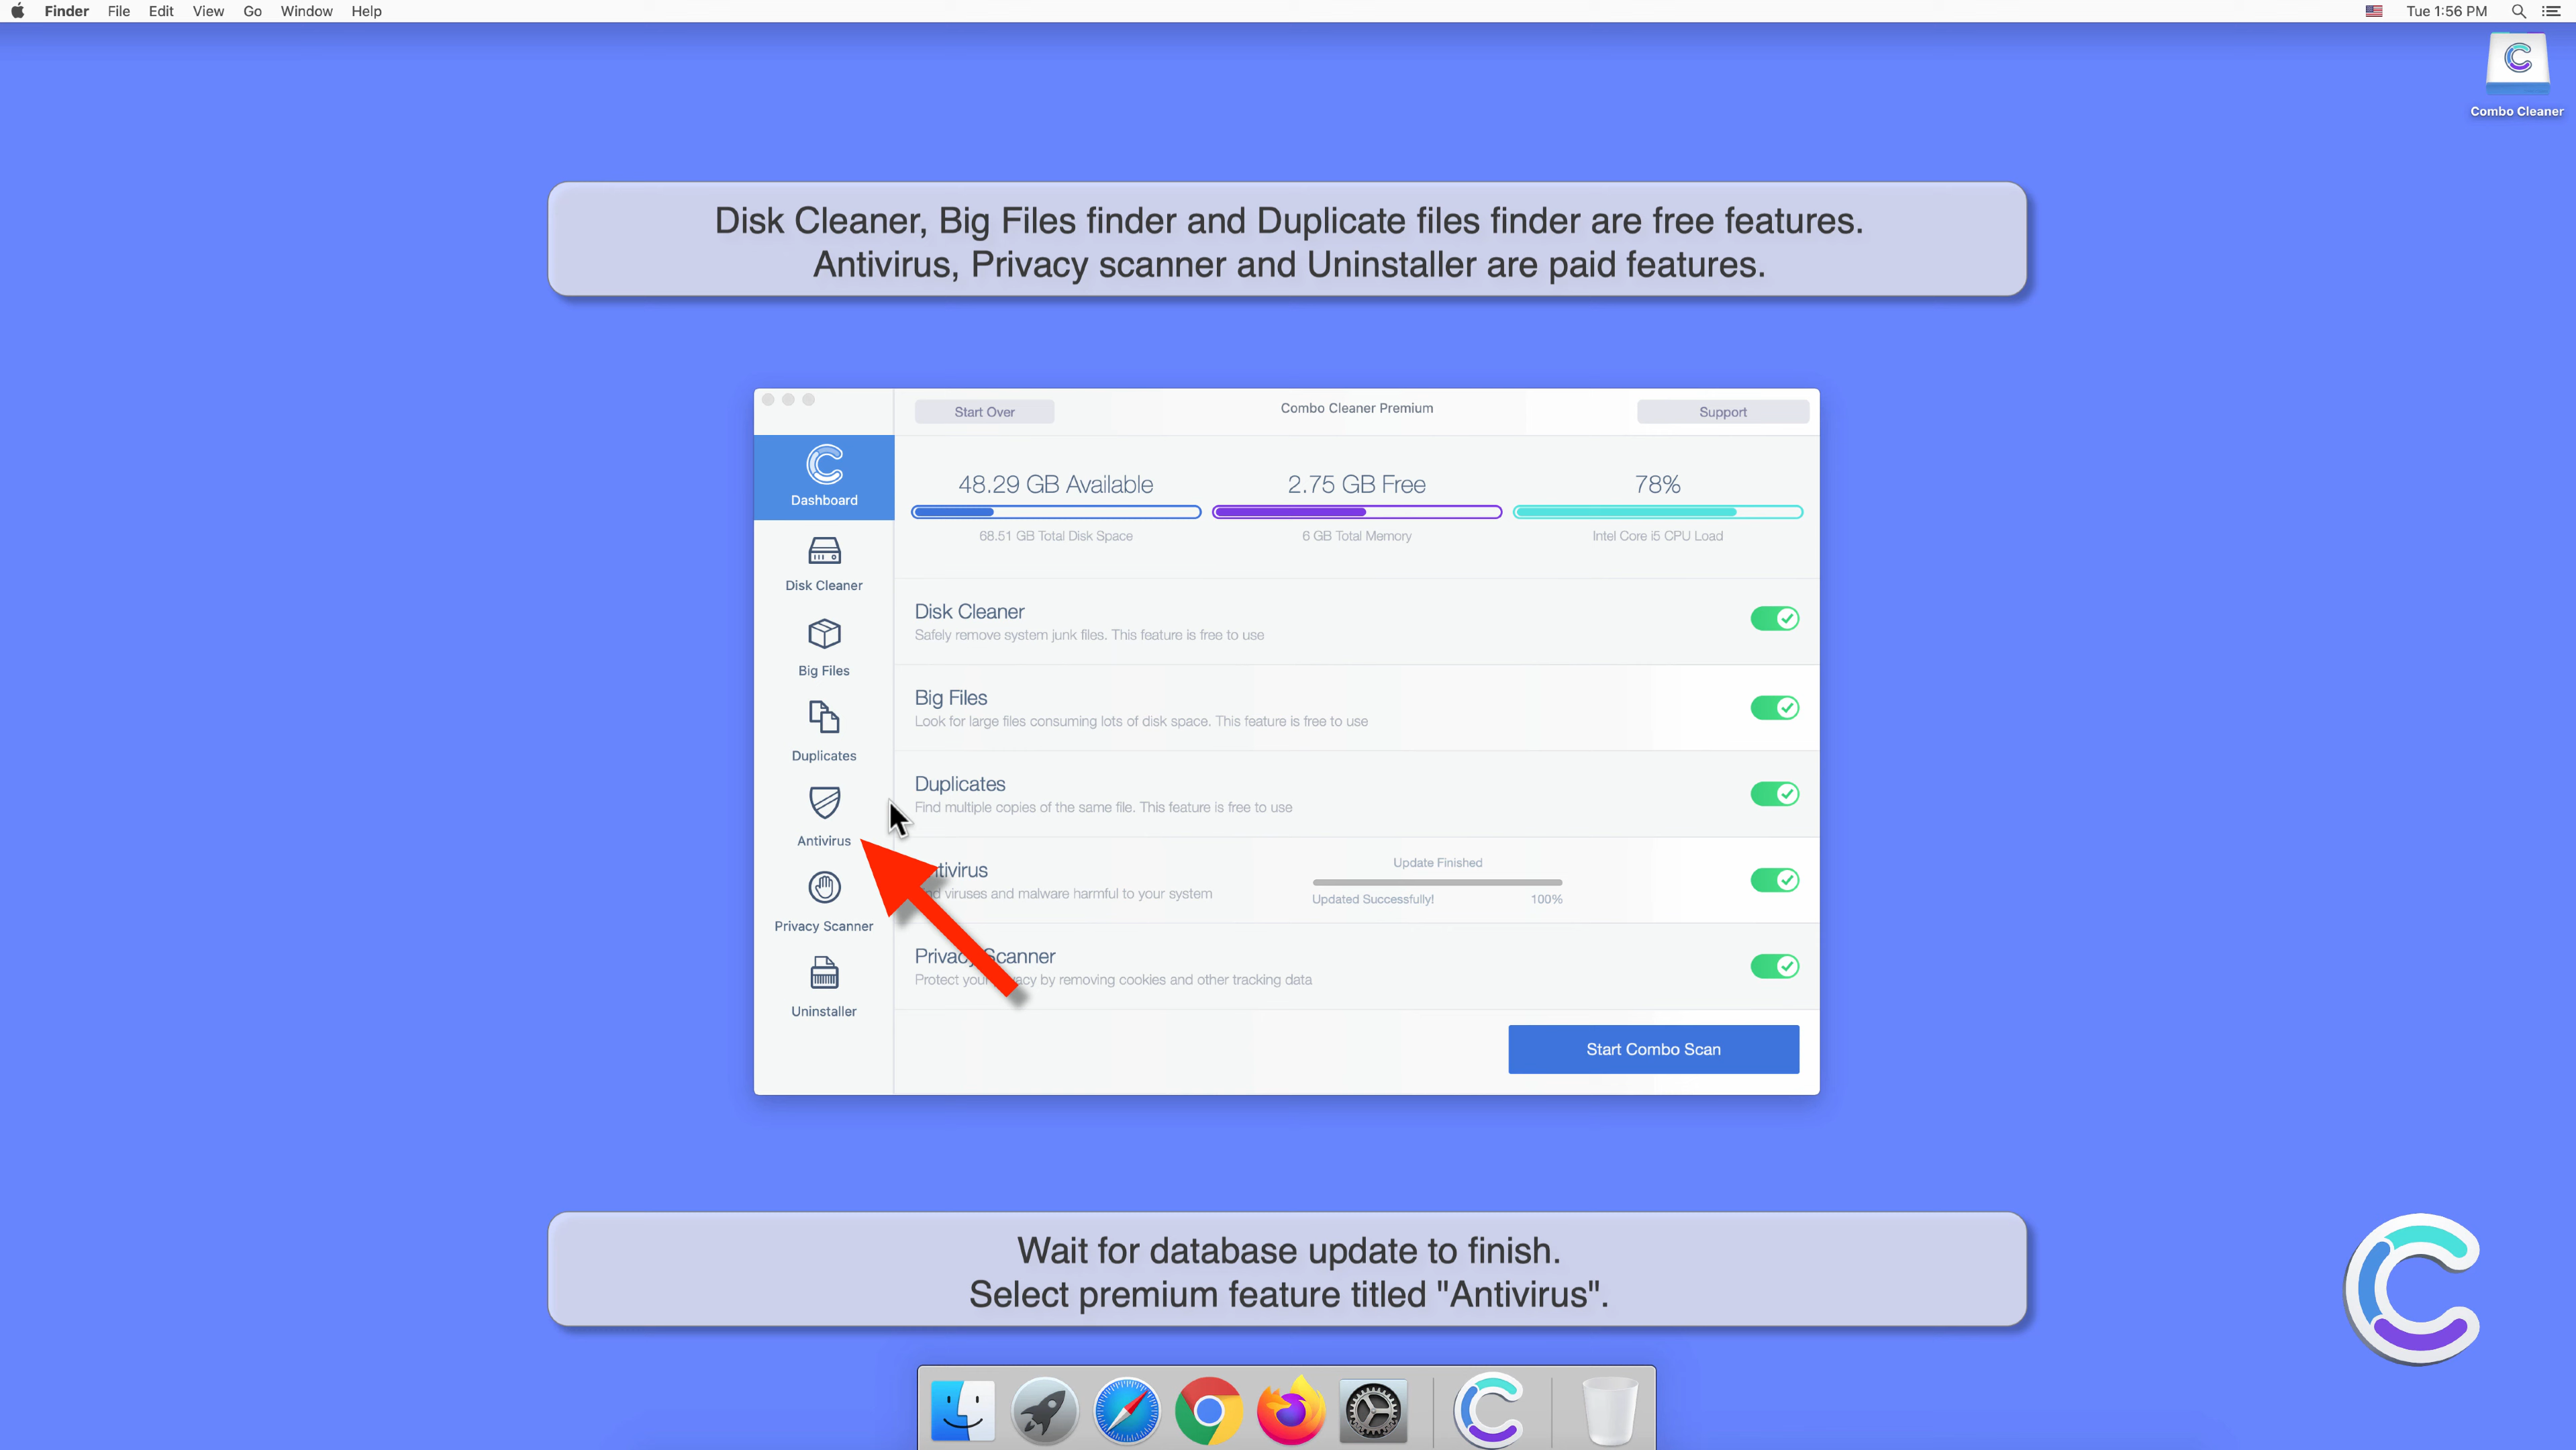 Finder File Edit View Go Window Help
Tue 1:56 PM
Combo Cleaner
Disk Cleaner, Big Files finder and Duplicate files finder are free features.
Antivirus, Privacy scanner and Uninstaller are paid features.
Start Over
Combo Cleaner Premium
Support
Dashboard
Disk Cleaner
Big Files
Duplicates
Antivirus
Privacy Scanner
Uninstaller
48.29 GB Available
68.51 GB Total Disk Space
2.75 GB Free
6 GB Total Memory
78%
Intel Core i5 CPU Load
Disk Cleaner
Safely remove system junk files. This feature is free to use
Big Files
Look for large files consuming lots of disk space. This feature is free to use
Duplicates
Find multiple copies of the same file. This feature is free to use
viruses and malware harmful to your system
Update Finished
Updated Successfully! 100%
Privacy Scanner
Protect your privacy by removing cookies and other tracking data
Start Combo Scan
Wait for database update to finish.
Select premium feature titled "Antivirus".